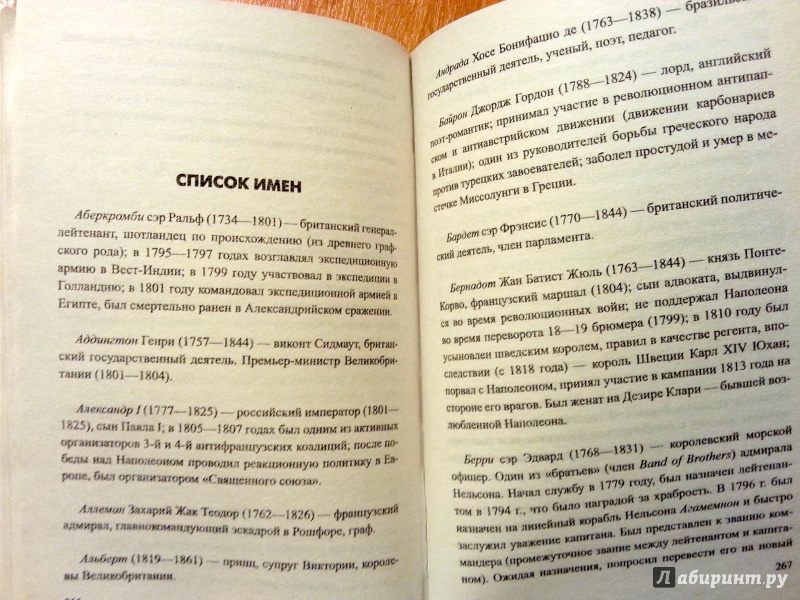 СПИСОК ИМЕН
Аберкромби сэр Ральф (1734—1801) — британский генерал-
лейтенант, шотландец по происхождению (из древнего граф-
ского рода); в 1795—1797 годах возглавлял экспедиционную
армию в Вест-Индии; в 1799 году участвовал в экспедиции в
Голландию; в 1801 году командовал экспедиционной армией в
Египте, был смертельно ранен в Александрийском сражении.
Аддингтон Генри (1757—1844) — виконт Сидмаут, británский
ский государственный деятель. Премьер-министр Великобри-
тании (1801—1804).
Александр I (1777—1825) — российский император (1801—
1825), сын Павла I; в 1805—1807 годах был одним из активных
организаторов 3-й и 4-й антифранцузских коалиций; после по-
беды над Наполеоном проводил реакционную политику в Ев-
ропе, был организатором «Священного союза».
Аллеман Захарий Жак Теодор (1762—1826) — французский
адмирал, главнокомандующий эскадрой в Рошфоре, граф.
Альберт (1819—1861) — принц, супруг Виктории, короле-
вы Великобритании.
Андрада Хосе Бонифацио де (1763—1838) — бразильс
государственный деятель, ученый, поэт, педагог.
Байрон Джордж Гордон (1788—1824) — лорд, английский
поэт-романтик; принимал участие в революционном антипап-
ском и антиавстрийском движении (движении карбонариев
в Италии); один из руководителей борьбы греческого народа
против турецких завоевателей; заболел простудой и умер в ме-
стечке Миссолунги в Греции.
Бардет сэр Фрэнсис (1770—1844) — британский политиче-
ский деятель, член парламента.
Бернадот Жан Батист Жюль (1763—1844) — князь Понте-
Корво, французский маршал (1804); сын адвоката, выдвинул-
ся во время революционных войн; не поддержал Наполеона
во время переворота 18—19 брюмера (1799); в 1810 году был
усыновлен шведским королем, правил в качестве регента, впо-
следствии (с 1818 года) — король Швеции Карл XIV Юхан;
порвал с Наполеоном, принял участие в кампании 1813 года на
стороне его врагов. Был женат на Дезире Клари — бывшей воз-
любленной Наполеона.
Берри сэр Эдвард (1768—1831) — королевский морской
офицер. Один из «братьев» (член Band of Brothers) адмирала
Нельсона. Начал службу в 1779 году, был назначен лейтенан-
том в 1794 г., что было наградой за храбрость. В 1796 г. был
назначен на линейный корабль Нельсона Агамемнон и быстро
заслужил уважение капитана. Был представлен к званию ком-
мандера (промежуточное звание между лейтенантом и капита-
ном). Ожидая назначения, попросил перевести его на новый
267
Лабиринт.ру